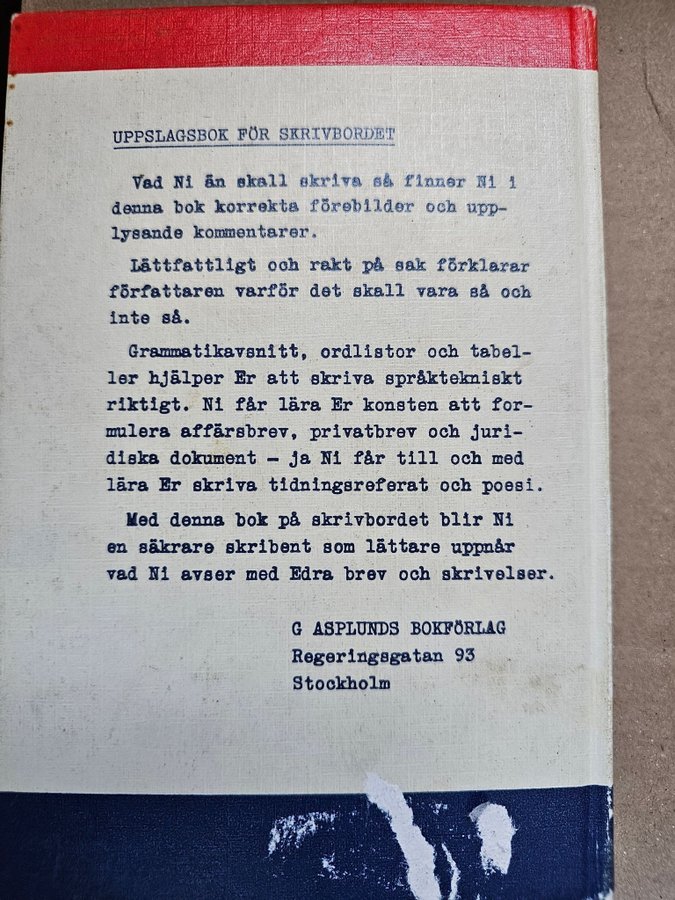 UPPSLAGSBOK FÖR SKRIVBORDET
Vad Ni än skall skriva så finner Ni i
denna bok korrekta förebilder och upp-
lysande kommentarer.
Lättfattligt och rakt på sak förklarar
författaren varför det skall vara så och
inte så.
Grammatikavsnitt, ordlistor och tabel-
ler hjälper Er att skriva språktekniskt
riktigt. Ni får lära Er konsten att for-
mulera affärsbrev, privatbrev och juri-
diska dokument – ja Ni får till och med
lära Er skriva tidningsreferat och poesi.
Med denna bok på skrivbordet blir Ni
en säkrare skribent som lättare uppnår
vad Ni avser med Edra brev och skrivelser.
G ASPLUNDS BOKFÖRLAG
Regeringsgatan 93
Stockholm